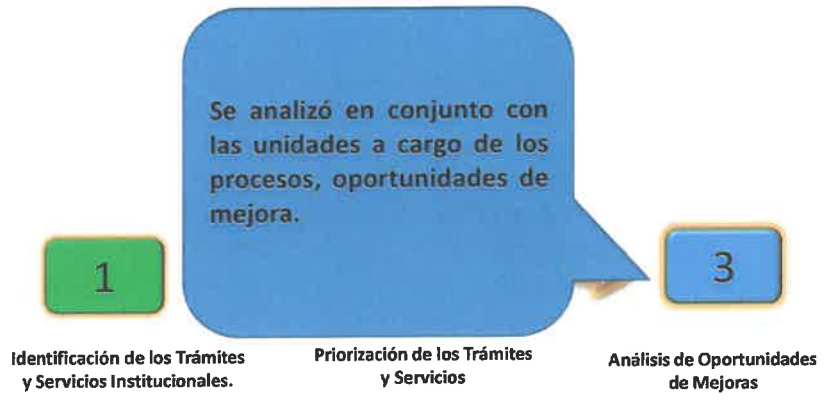 Se analizó en conjunto con
las unidades a cargo de los
procesos, oportunidades de
mejora.
1
3
Identificación de los Trámites
y Servicios Institucionales.
Priorización de los Trámites
y Servicios
Análisis de Oportunidades
de Mejoras